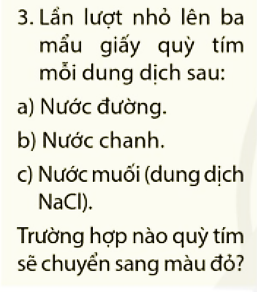 3. Lần lượt nhỏ lên ba
mẩu giấy quỳ tím
mỗi dung dịch sau:
a) Nước đường.
b) Nước chanh.
c) Nước muối (dung dịch
NaCl).
Trường hợp nào quỳ tím
sẽ chuyển sang màu đỏ?